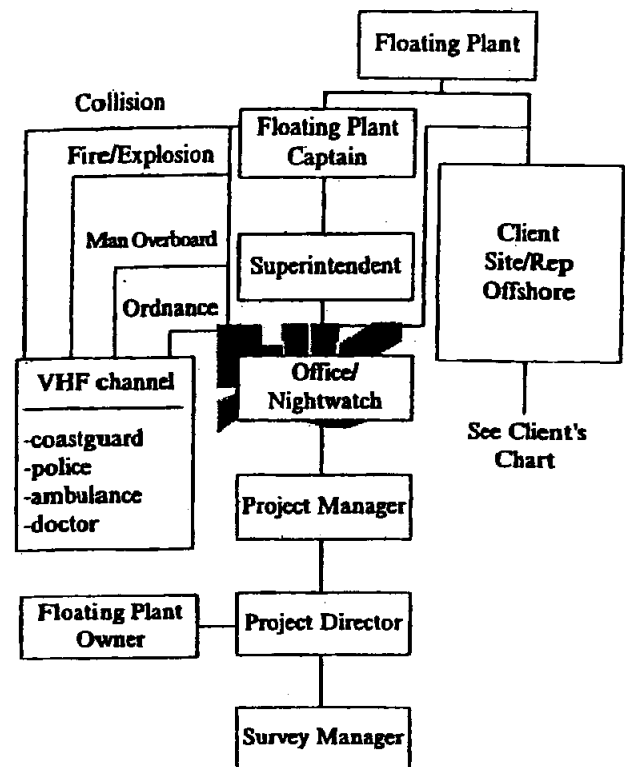 Floating Plant
Collision
Floating Plant
Captain
Fire/Explosion
Client
Site/Rep
Offshore
Man Overboard
Superintendent
Ordnance
VHF channel
-coastguard
-police
-ambulance
-doctor
Office/
Nightwatch
See Client's
Chart
Project Manager
Floating Plant
Owner
Project Director
Survey Manager